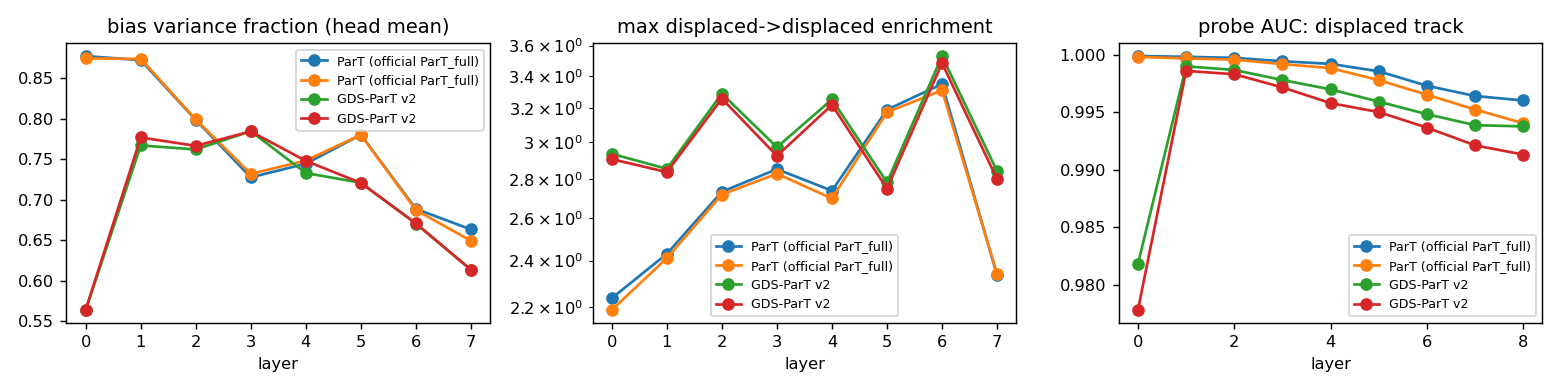 bias variance fraction (head mean)
0.85
0.80
0.75
0.70
0.65
0.60
0.55
0 1 2 3 4 5 6 7
layer
ParT (official ParT_full)
ParT (official ParT_full)
GDS-ParT v2
GDS-ParT v2
max displaced->displaced enrichment
3.6 × 10⁰
3.4 × 10⁰
3.2 × 10⁰
3 × 10⁰
2.8 × 10⁰
2.6 × 10⁰
2.4 × 10⁰
2.2 × 10⁰
0 1 2 3 4 5 6 7
layer
ParT (official ParT_full)
ParT (official ParT_full)
GDS-ParT v2
GDS-ParT v2
probe AUC: displaced track
1.000
0.995
0.990
0.985
0.980
0 2 4 6 8
layer
ParT (official ParT_full)
ParT (official ParT_full)
GDS-ParT v2
GDS-ParT v2